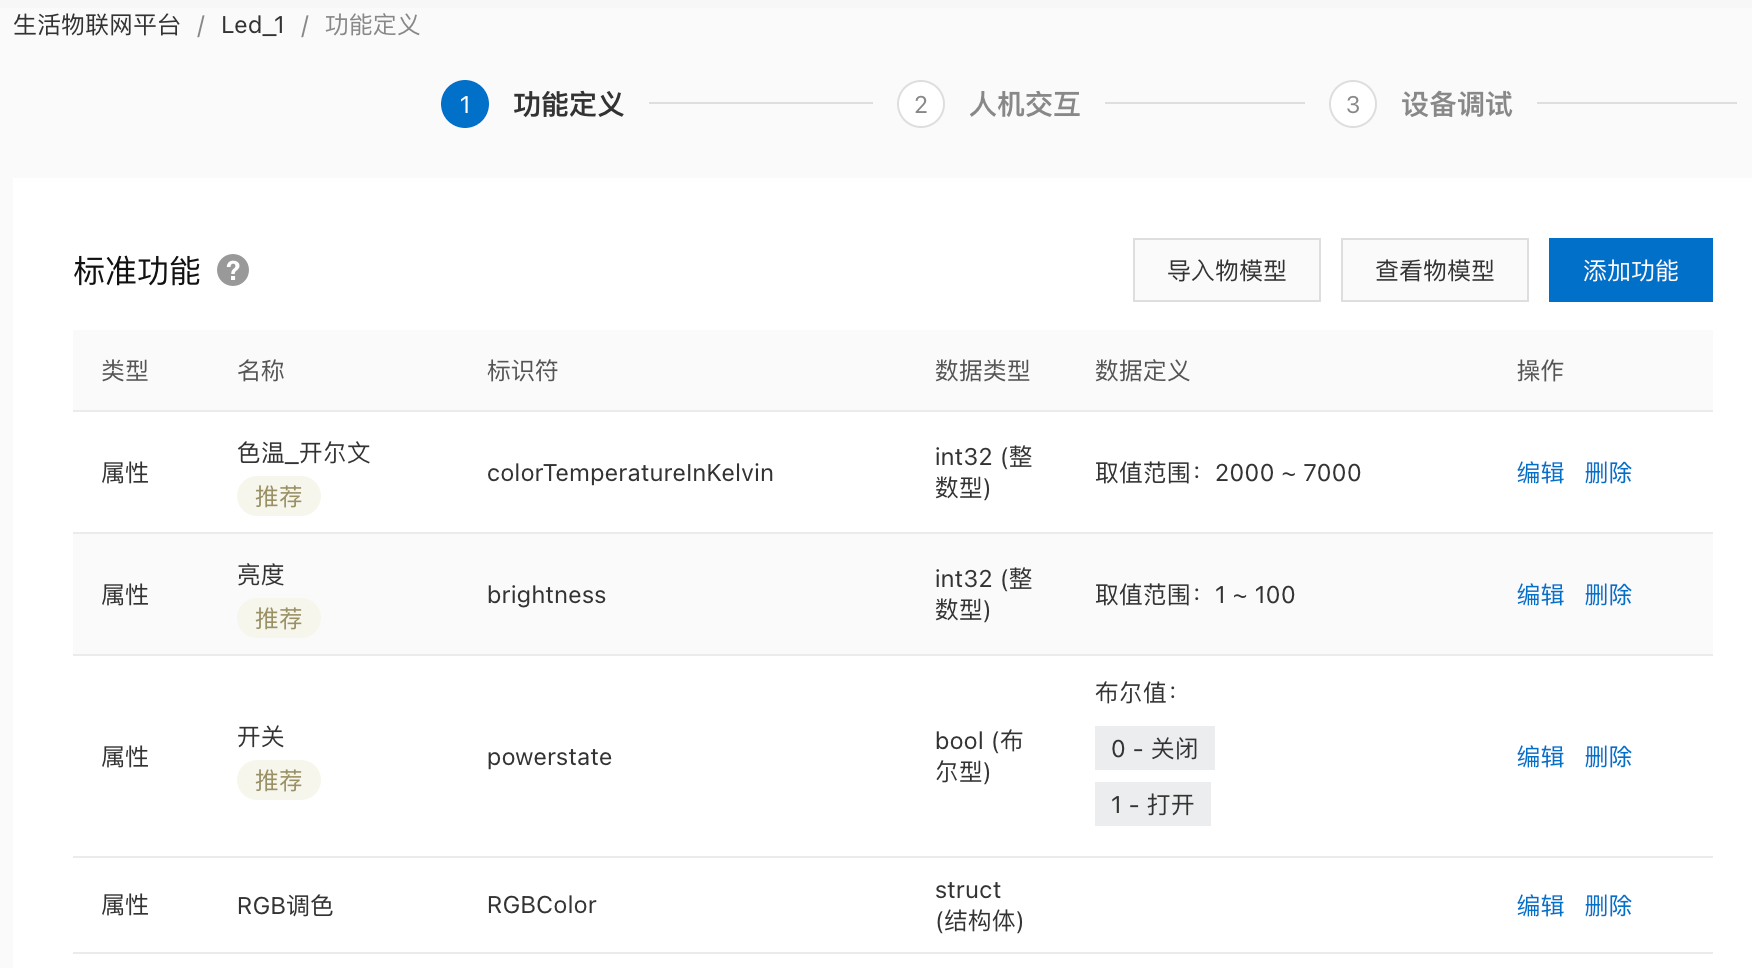 生活物联网平台 / Led_1 / 功能定义
1 功能定义 2 人机交互 3 设备调试
标准功能 ? 导入物模型 查看物模型 添加功能
类型 名称 标识符 数据类型 数据定义 操作
属性 色温_开尔文 推荐 colorTemperatureInKelvin int32 (整
数型) 取值范围：2000 ~ 7000 编辑 删除
属性 亮度 推荐 brightness int32 (整
数型) 取值范围：1 ~ 100 编辑 删除
属性 开关 推荐 powerstate bool (布
尔型) 布尔值：
0 - 关闭
1 - 打开
编辑 删除
属性 RGB调色 RGBColor struct
(结构体) 编辑 删除